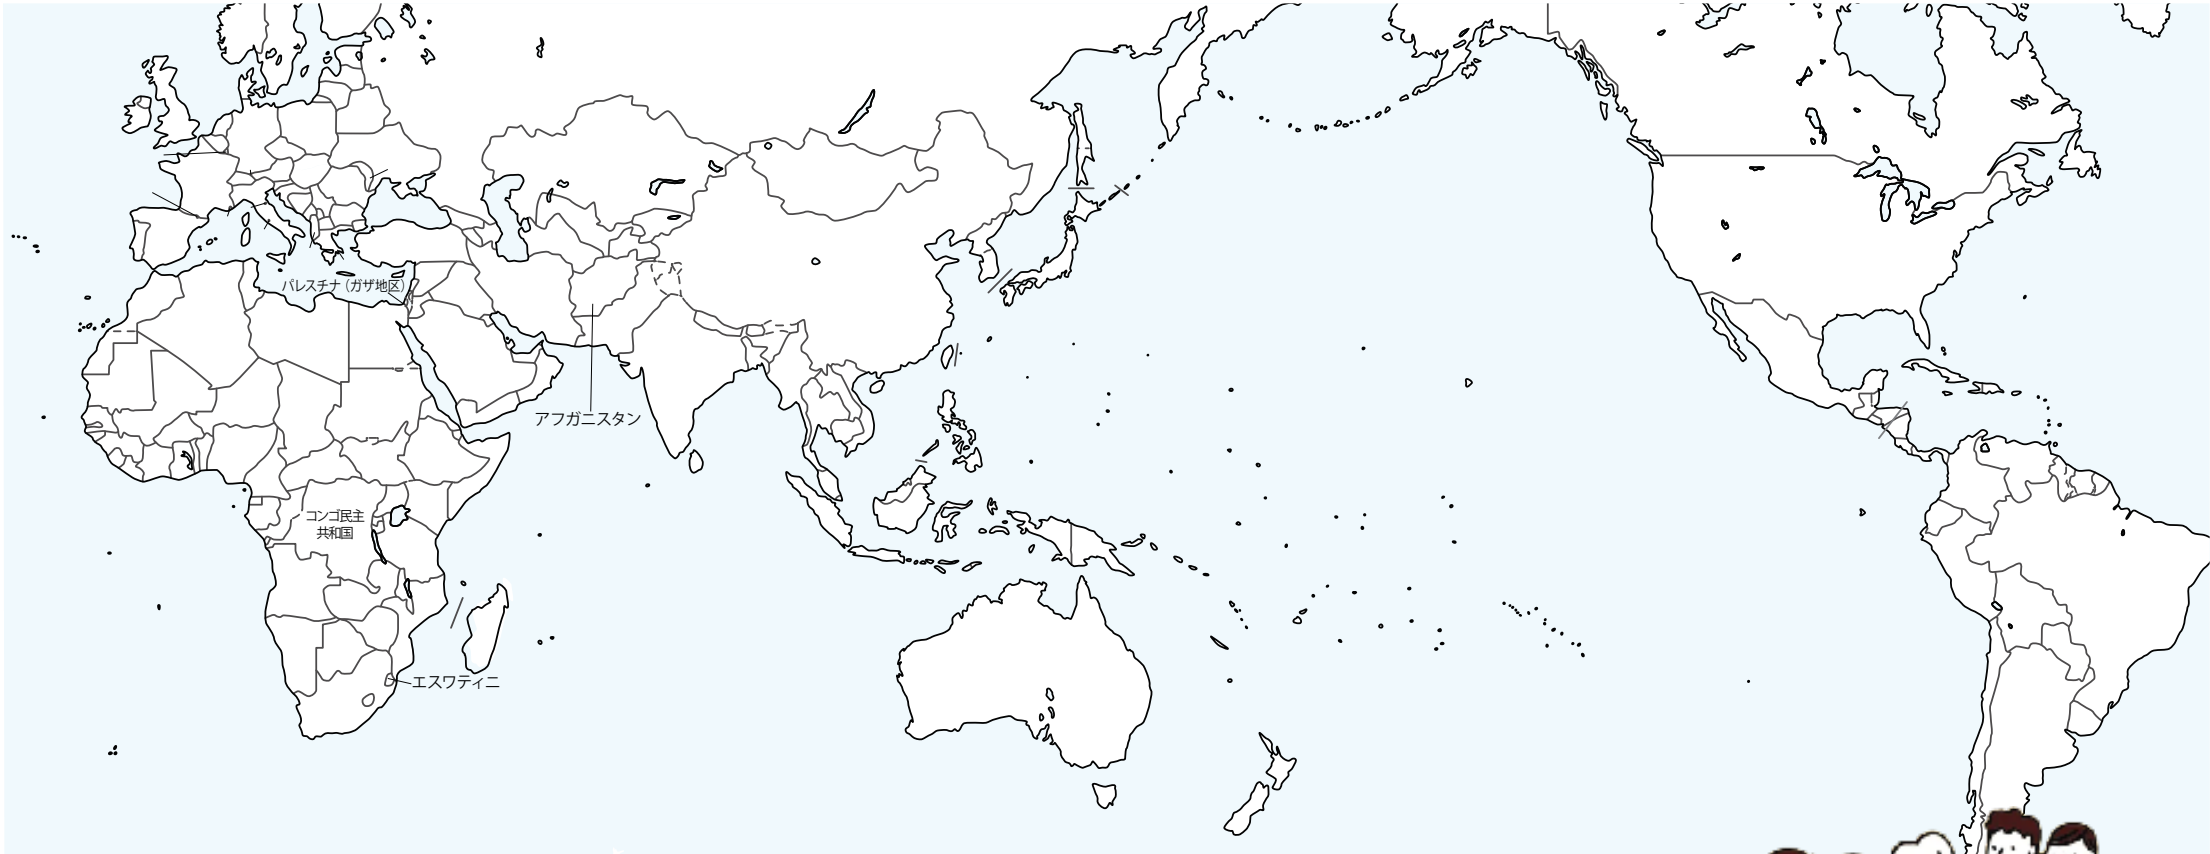 パレスチナ（ガザ地区）
アフガニスタン
コンゴ民主
共和国
エスワティニ